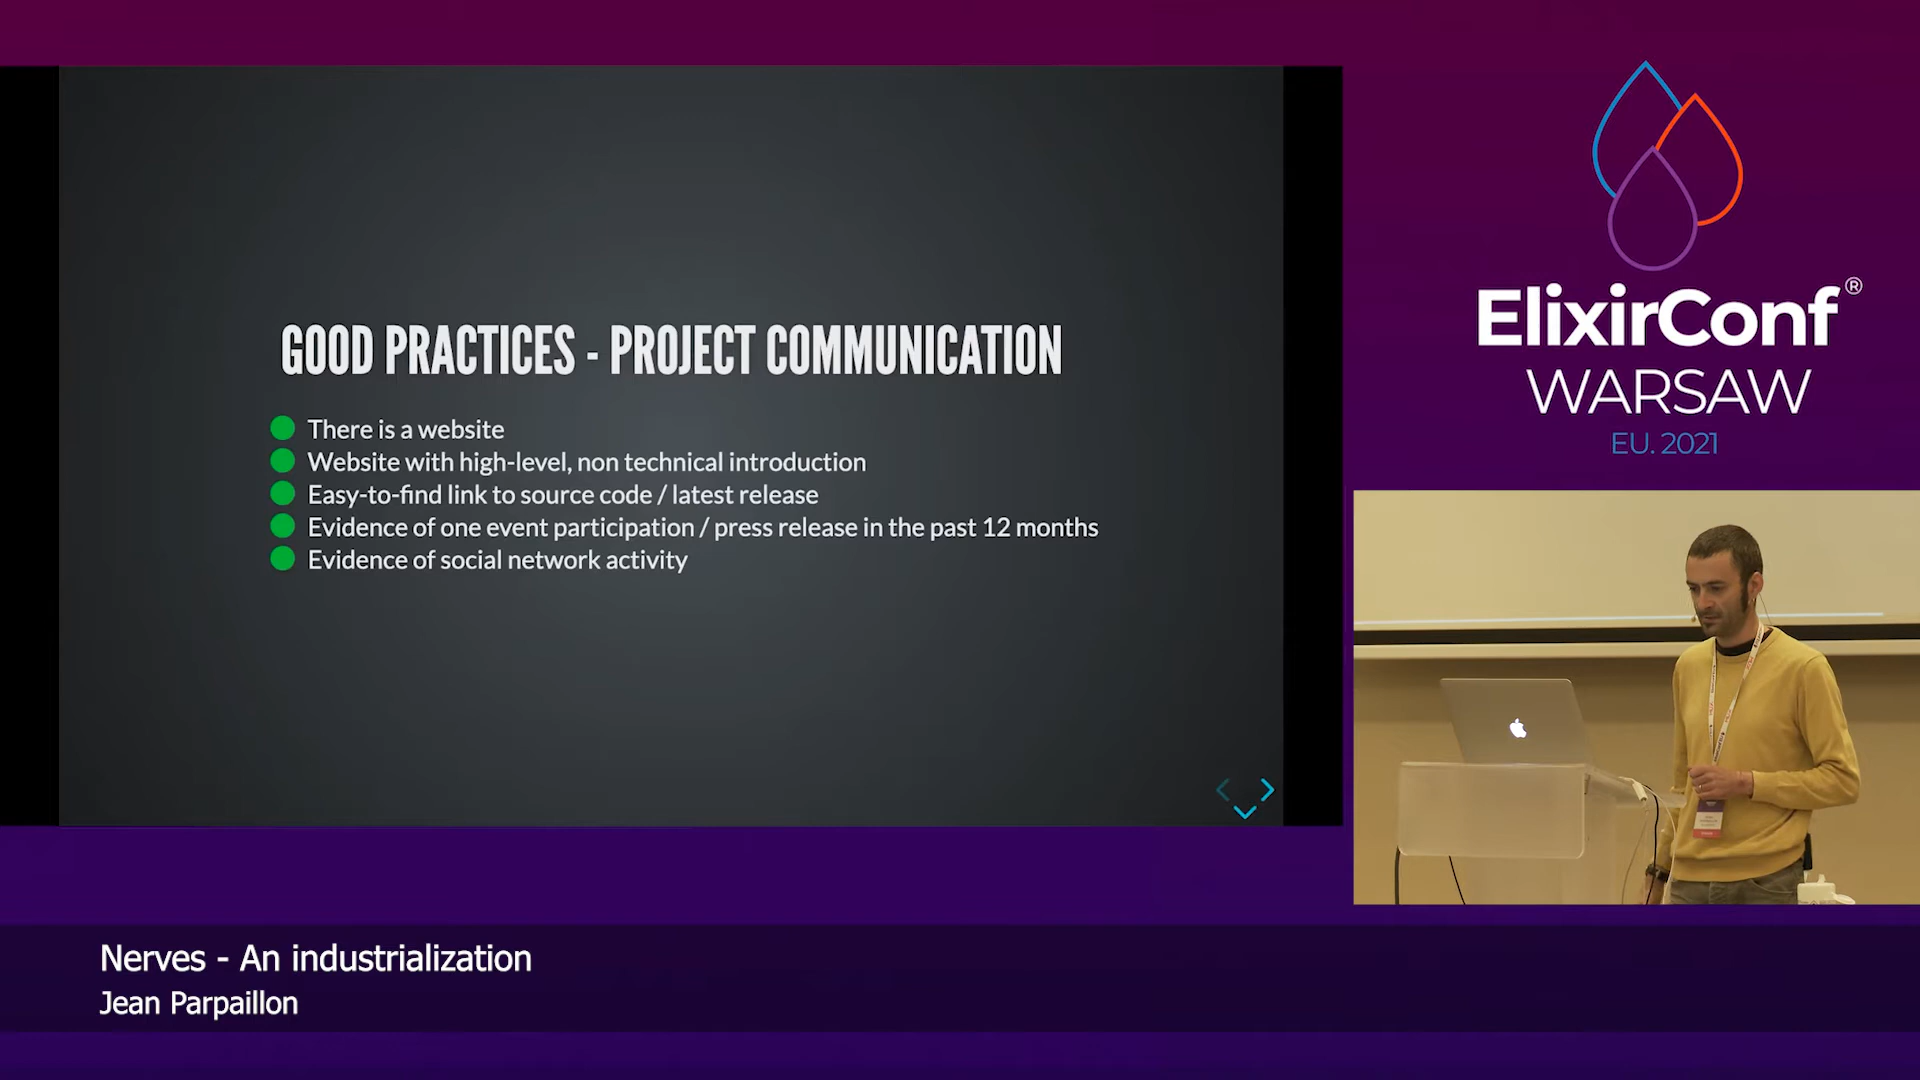 GOOD PRACTICES - PROJECT COMMUNICATION
There is a website
Website with high-level, non technical introduction
Easy-to-find link to source code / latest release
Evidence of one event participation / press release in the past 12 months
Evidence of social network activity
ElixirConf®
WARSAW
EU. 2021
Nerves - An industrialization
Jean Parpaillon